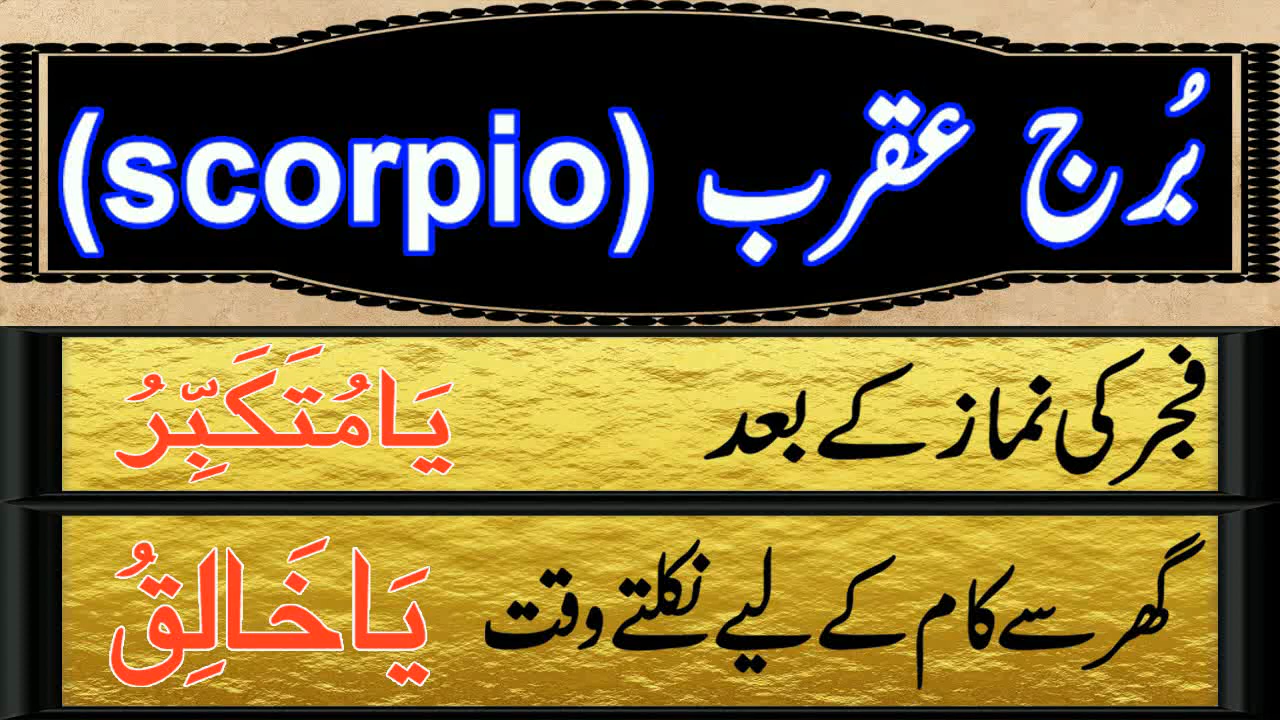 بُرج عقرب (scorpio)
فجر کی نماز کے بعد یَامُتَکَبِّرُ
گھر سے کام کے لیے نکلتے وقت یَاخَالِقُ